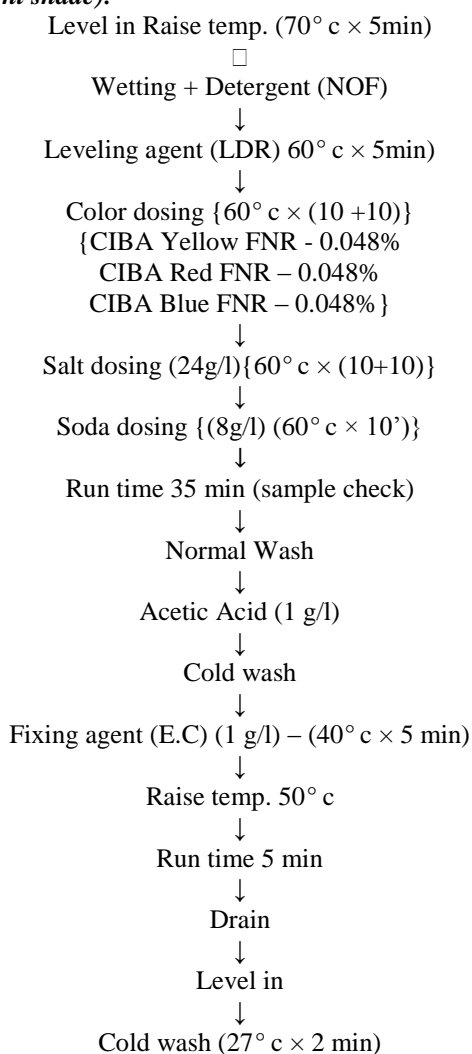 nt shade):
Level in Raise temp. (70° c × 5min)
□
Wetting + Detergent (NOF)
↓
Leveling agent (LDR) 60° c × 5min)
↓
Color dosing {60° c × (10 +10)}
{CIBA Yellow FNR - 0.048%
CIBA Red FNR – 0.048%
CIBA Blue FNR – 0.048% }
↓
Salt dosing (24g/l){60° c × (10+10)}
↓
Soda dosing {(8g/l) (60° c × 10’)}
↓
Run time 35 min (sample check)
↓
Normal Wash
↓
Acetic Acid (1 g/l)
↓
Cold wash
↓
Fixing agent (E.C) (1 g/l) – (40° c × 5 min)
↓
Raise temp. 50° c
↓
Run time 5 min
↓
Drain
↓
Level in
↓
Cold wash (27° c × 2 min)